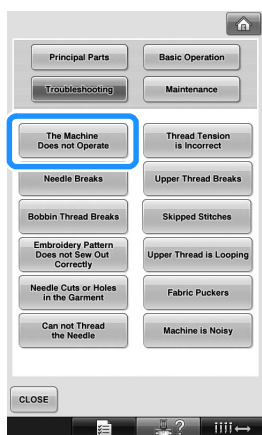 Principal Parts
Basic Operation
Troubleshooting
Maintenance
The Machine
Does not Operate
Thread Tension
is Incorrect
Needle Breaks
Upper Thread Breaks
Bobbin Thread Breaks
Skipped Stitches
Embroidery Pattern
Does not Sew Out
Correctly
Upper Thread is Looping
Needle Cuts or Holes
in the Garment
Fabric Puckers
Can not Thread
the Needle
Machine is Noisy
CLOSE
?